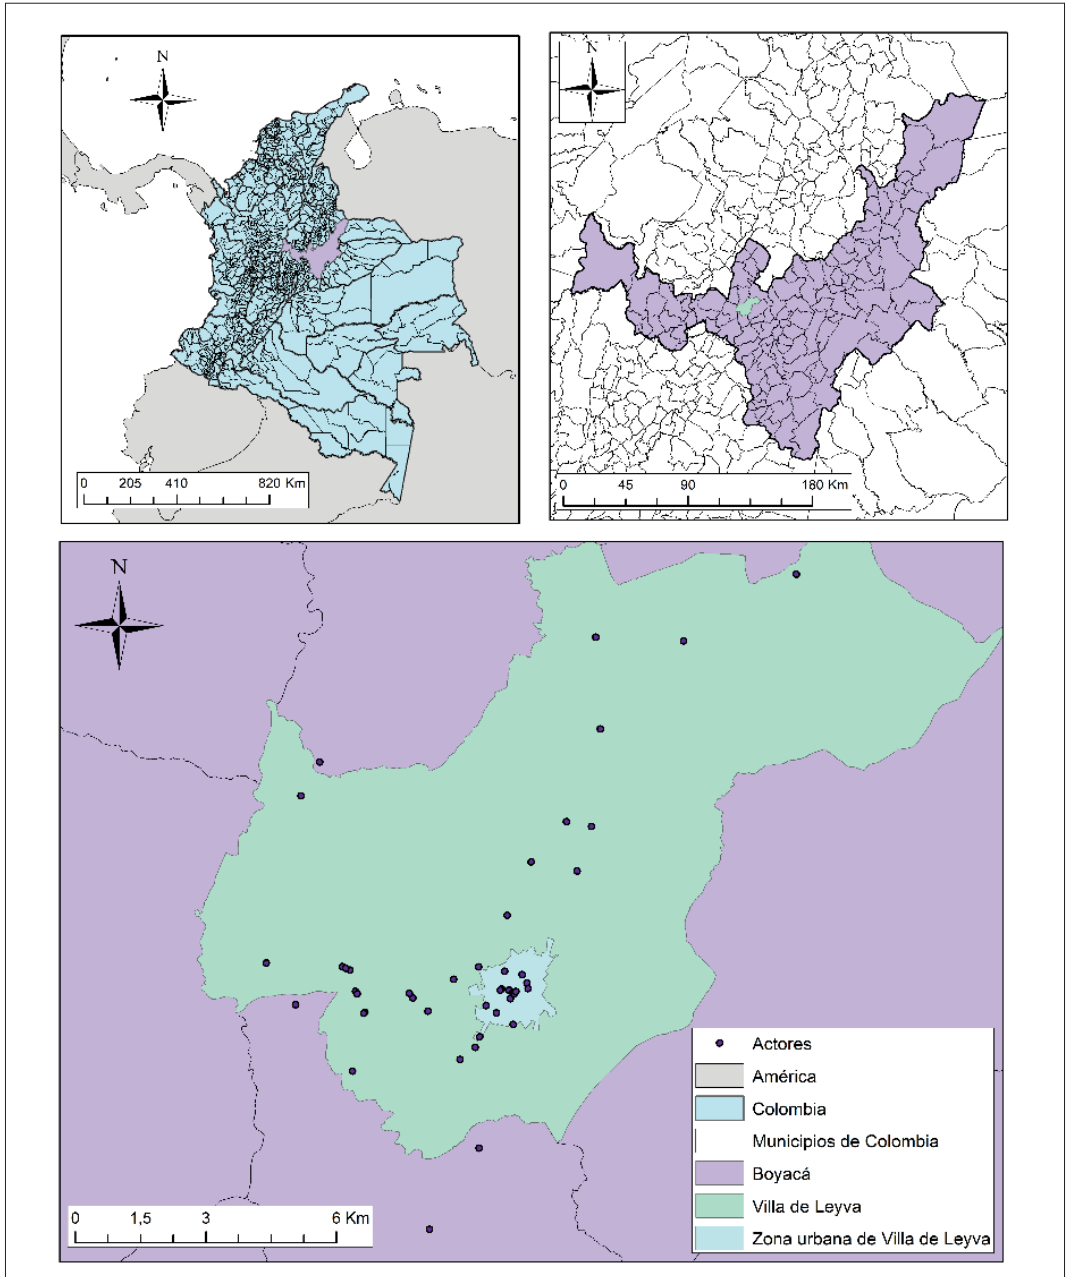 N
0 205 410 820 Km
N
0 45 90 180 Km
N
0 1,5 3 6 Km
Actores
América
Colombia
Municipios de Colombia
Boyacá
Villa de Leyva
Zona urbana de Villa de Leyva